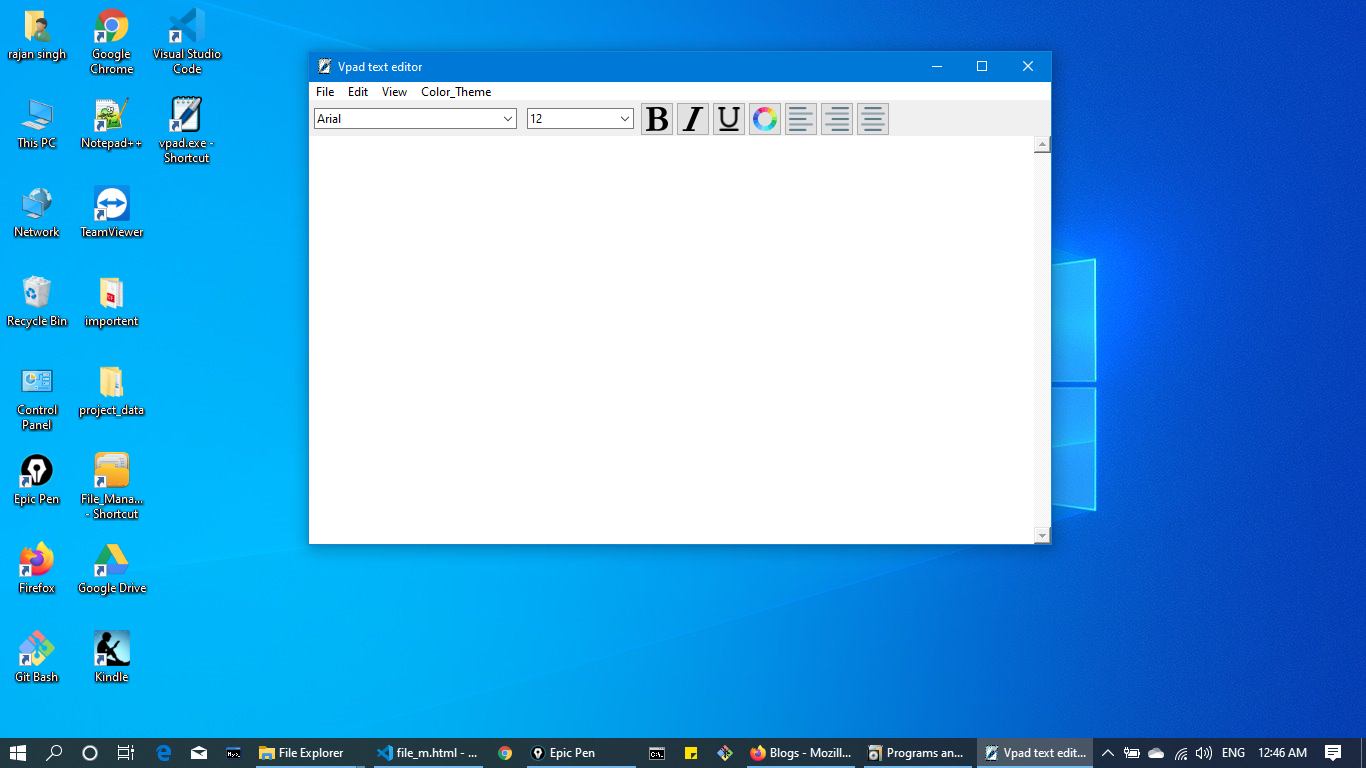 rajan singh
Google
Chrome
Visual Studio
Code
This PC
Notepad++
vpad.exe -
Shortcut
Network
TeamViewer
Recycle Bin
importent
Control
Panel
project_data
Epic Pen
File_Mana...
- Shortcut
Firefox
Google Drive
Git Bash
Kindle
Vpad text editor
File Edit View Color_Theme
Arial 12 B I U
File Explorer file_m.html - ... Epic Pen Blogs - Mozill... Programs an... Vpad text edit... ENG 12:46 AM